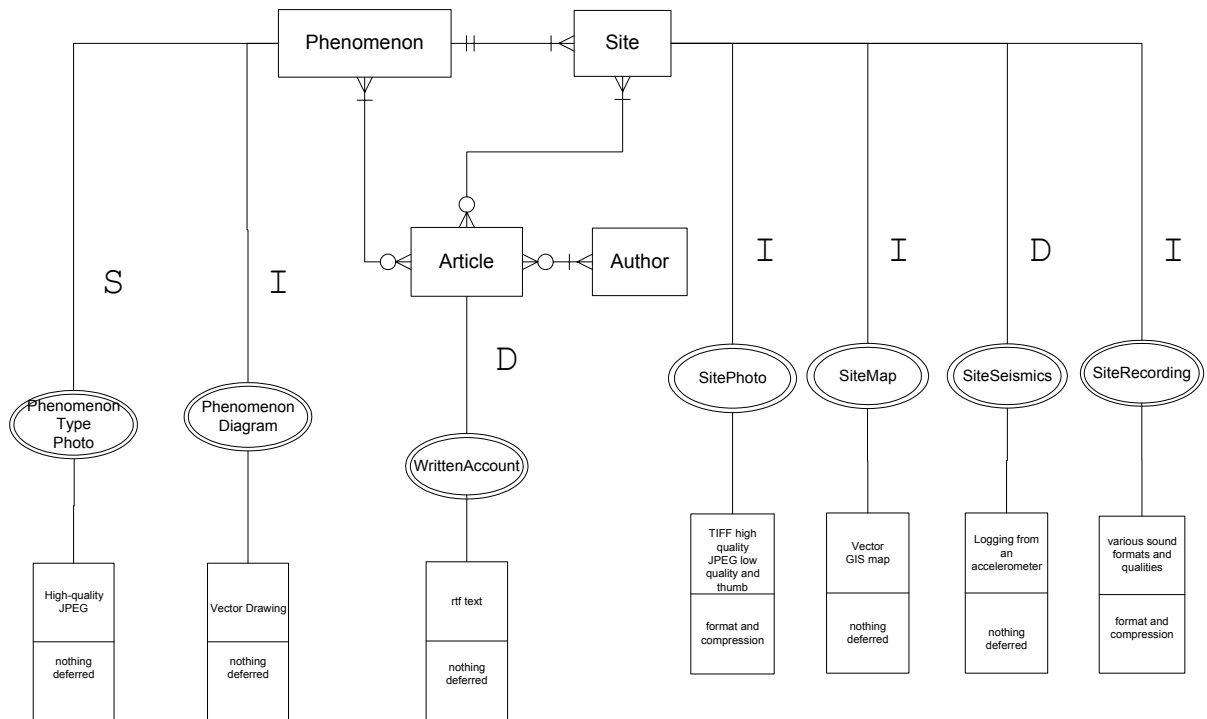 Phenomenon
Site
Article
Author
S
I
D
I
I
D
I
Phenomenon
Type
Photo
Phenomenon
Diagram
WrittenAccount
SitePhoto
SiteMap
SiteSeismics
SiteRecording
High-quality
JPEG
nothing
deferred
Vector Drawing
nothing
deferred
rtf text
nothing
deferred
TIFF high
quality
JPEG low
quality and
thumb
format and
compression
Vector
GIS map
nothing
deferred
Logging from
an
accelerometer
nothing
deferred
various sound
formats and
qualities
format and
compression